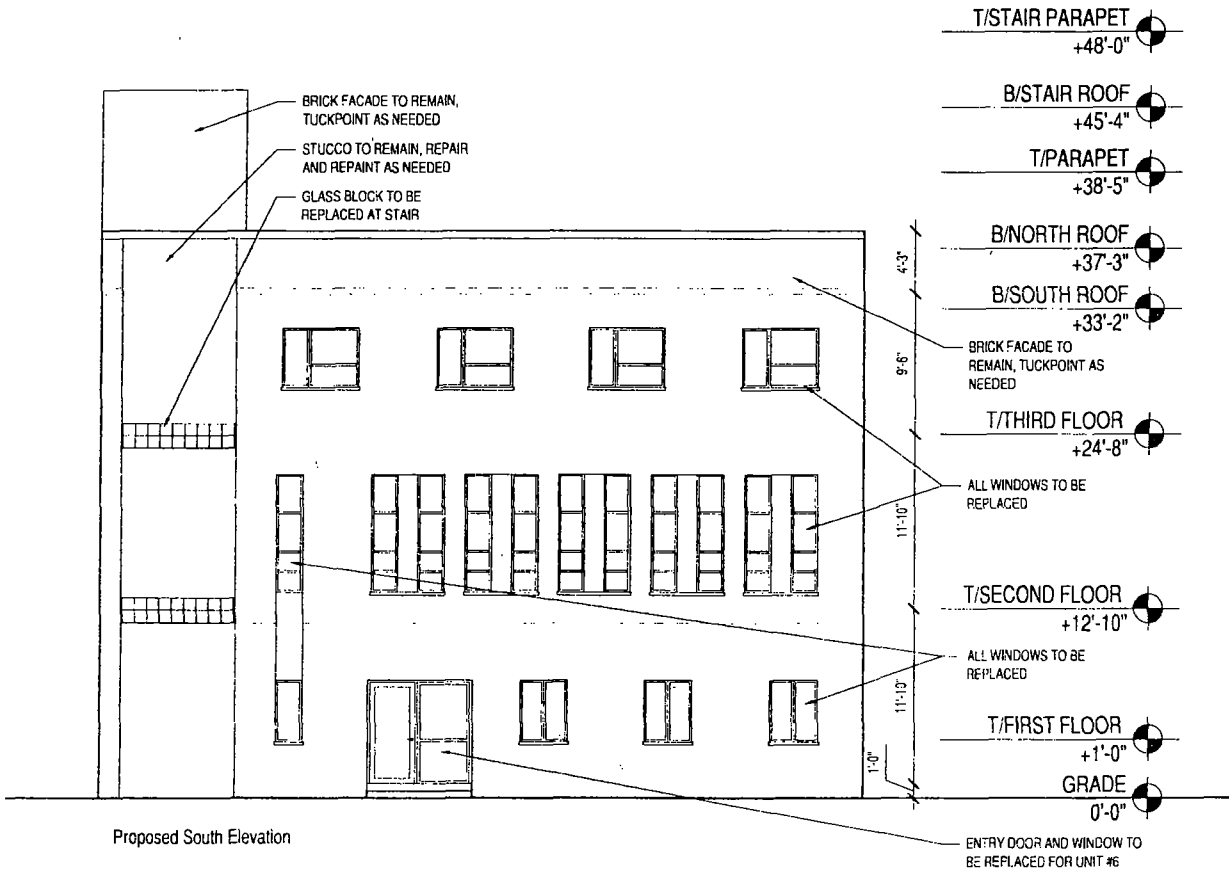 T/STAIR PARAPET
+48'-0"
BRICK FACADE TO REMAIN,
TUCKPOINT AS NEEDED
B/STAIR ROOF
+45'-4"
STUCCO TO REMAIN, REPAIR
AND REPAINT AS NEEDED
T/PARAPET
+38'-5"
GLASS BLOCK TO BE
REPLACED AT STAIR
B/NORTH ROOF
+37'-3"
4'-3"
B/SOUTH ROOF
+33'-2"
BRICK FACADE TO
REMAIN, TUCKPOINT AS
NEEDED
9'-6"
T/THIRD FLOOR
+24'-8"
ALL WINDOWS TO BE
REPLACED
11'-10"
T/SECOND FLOOR
+12'-10"
ALL WINDOWS TO BE
REPLACED
11'-10"
T/FIRST FLOOR
+1'-0"
1'-0"
GRADE
0'-0"
Proposed South Elevation
ENTRY DOOR AND WINDOW TO
BE REPLACED FOR UNIT #6